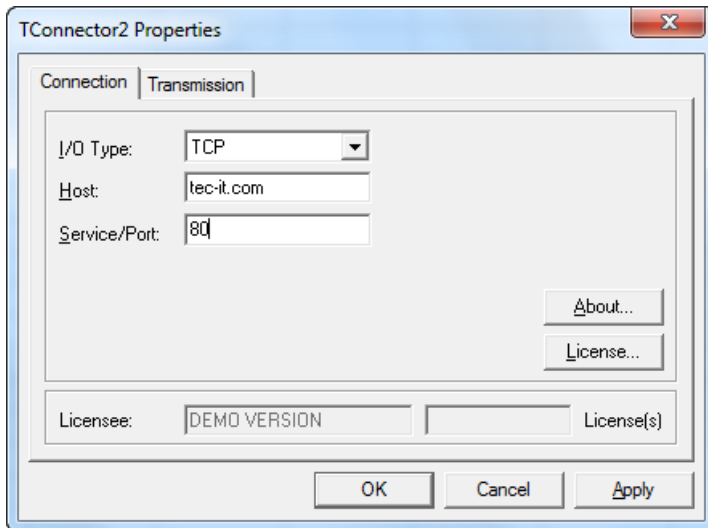 TConnector2 Properties
Connection Transmission
I/O Type: TCP
Host: tec-it.com
Service/Port: 80
About...
License...
Licensee: DEMO VERSION License(s)
OK Cancel Apply